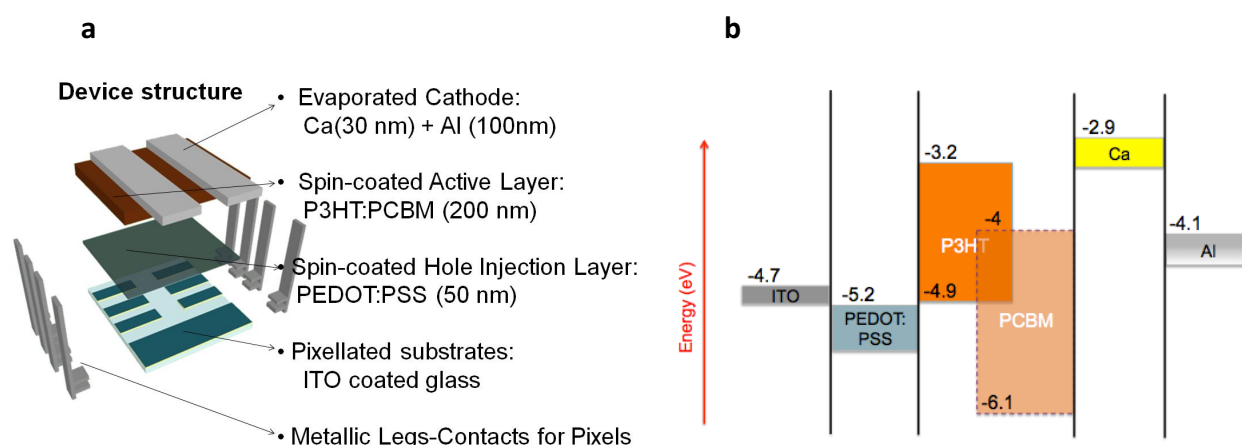 a
Device structure
• Evaporated Cathode:
Ca(30 nm) + Al (100nm)
• Spin-coated Active Layer:
P3HT:PCBM (200 nm)
• Spin-coated Hole Injection Layer:
PEDOT:PSS (50 nm)
• Pixellated substrates:
ITO coated glass
• Metallic Legs-Contacts for Pixels
b
Energy (eV)
-4.7
ITO
-5.2
PEDOT:
PSS
-3.2
P3HT
-4.9
-4
PCBM
-6.1
-2.9
Ca
-4.1
Al